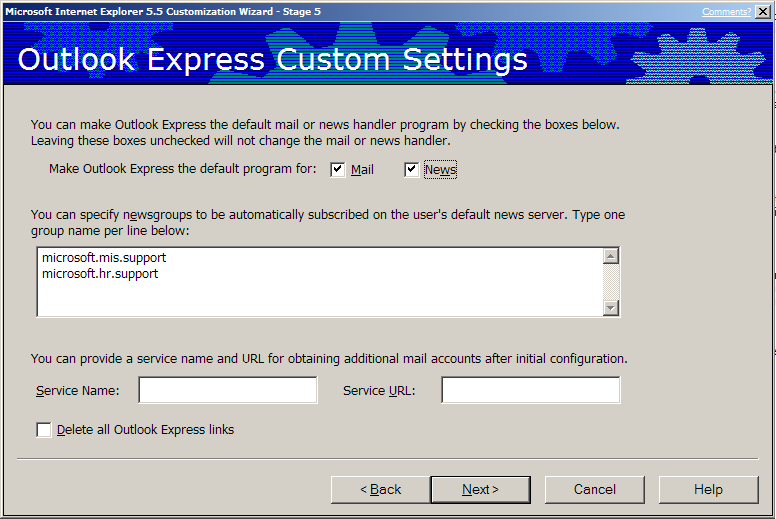 Microsoft Internet Explorer 5.5 Customization Wizard - Stage 5
Comments?
Outlook Express Custom Settings
You can make Outlook Express the default mail or news handler program by checking the boxes below.
Leaving these boxes unchecked will not change the mail or news handler.
Make Outlook Express the default program for: Mail News
You can specify newsgroups to be automatically subscribed on the user's default news server. Type one
group name per line below:
microsoft.mis.support
microsoft.hr.support
You can provide a service name and URL for obtaining additional mail accounts after initial configuration.
Service Name: Service URL:
Delete all Outlook Express links
< Back Next > Cancel Help